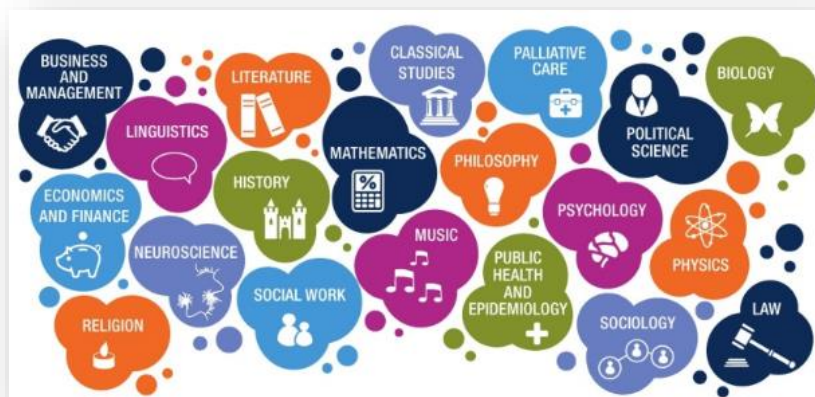 BUSINESS
AND
MANAGEMENT
LITERATURE
CLASSICAL
STUDIES
PALLIATIVE
CARE
BIOLOGY
LINGUISTICS
MATHEMATICS
%
PHILOSOPHY
POLITICAL
SCIENCE
ECONOMICS
AND FINANCE
HISTORY
NEUROSCIENCE
MUSIC
PSYCHOLOGY
PHYSICS
SOCIAL WORK
PUBLIC
HEALTH
AND
EPIDEMIOLOGY
RELIGION
SOCIOLOGY
LAW